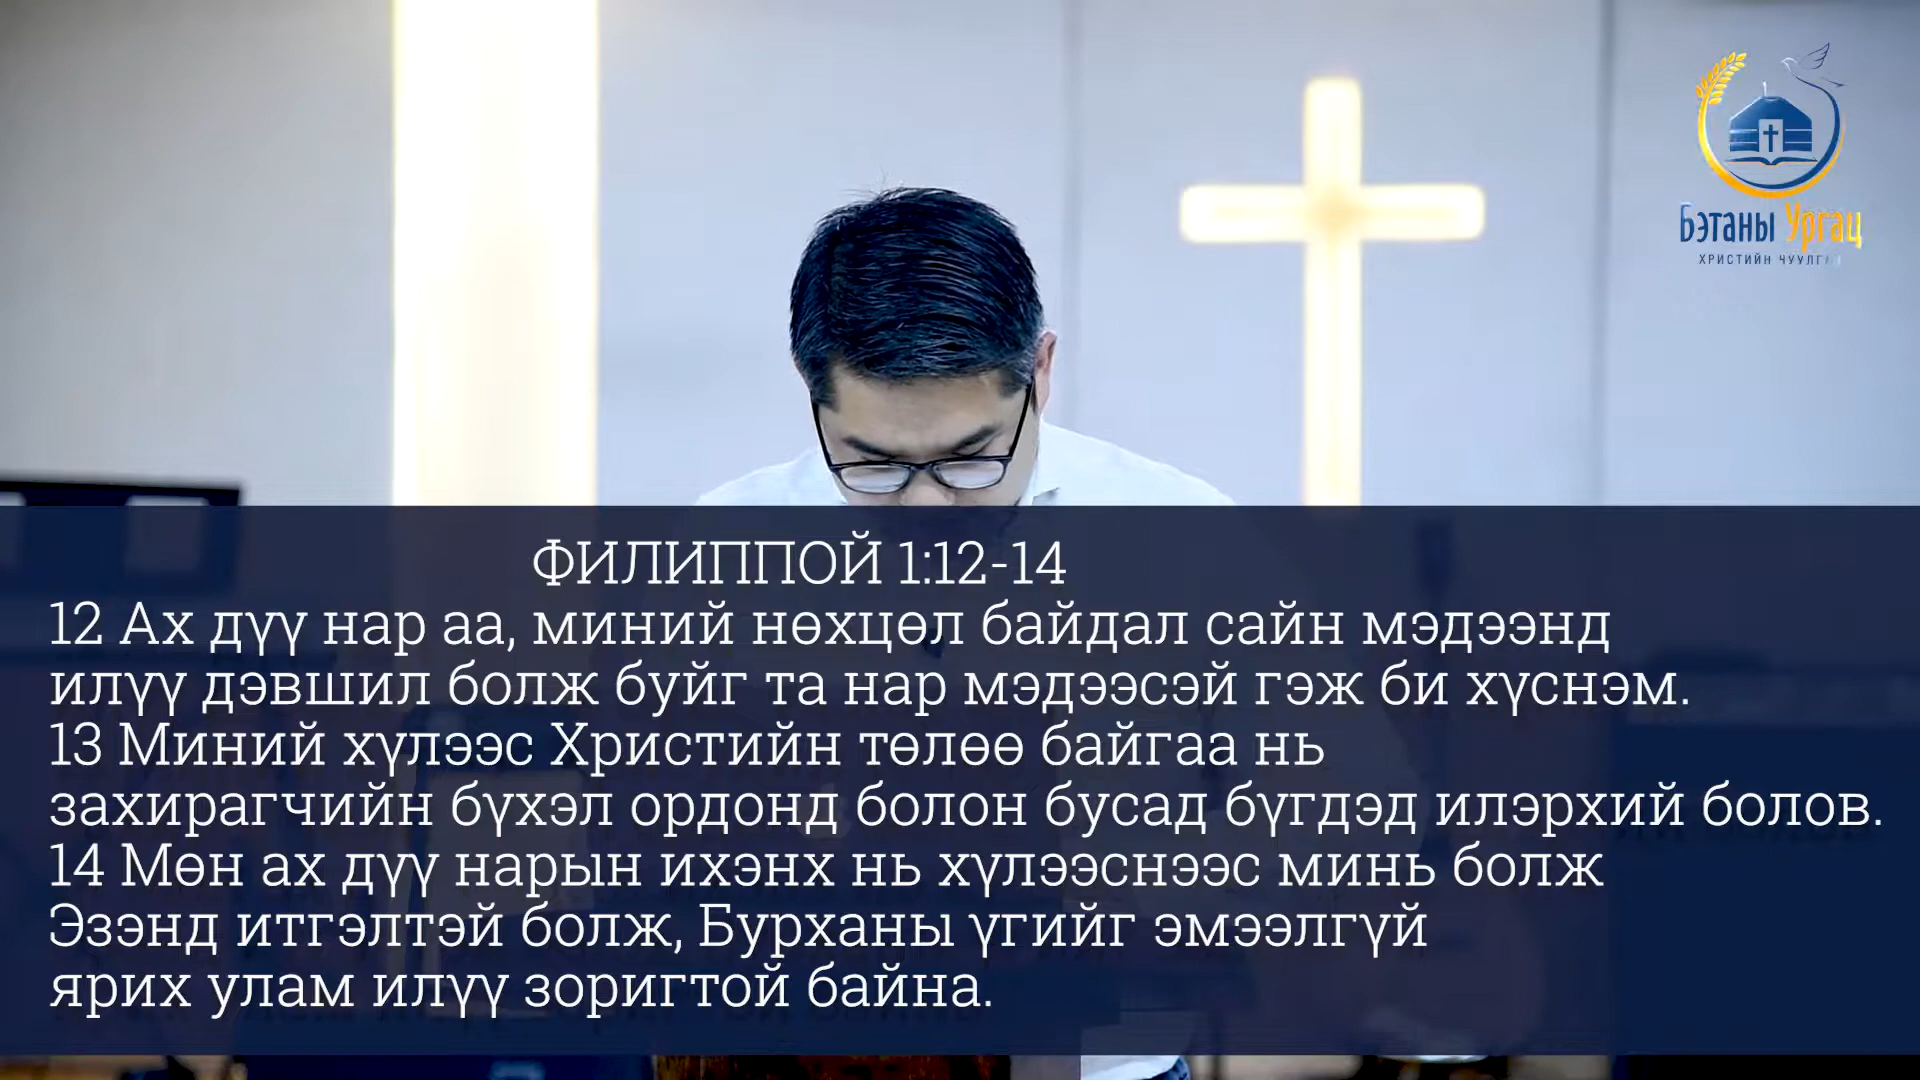 Бэтаны Ургац
ХРИСТИЙН
ФИЛИППОЙ 1:12-14
12 Ах дүү нар аа, миний нөхцөл байдал сайн мэдээнд
илүү дэвшил болж буйг та нар мэдээсэй гэж би хүснэм.
13 Миний хүлээс Христийн төлөө байгаа нь
захирагчийн бүхэл ордонд болон бусад бүгдэд илэрхий болов.
14 Мөн ах дүү нарын ихэнх нь хүлээснээс минь болж
Эзэнд итгэлтэй болж, Бурханы үгийг эмээлгүй
ярих улам илүү зоригтой байна.